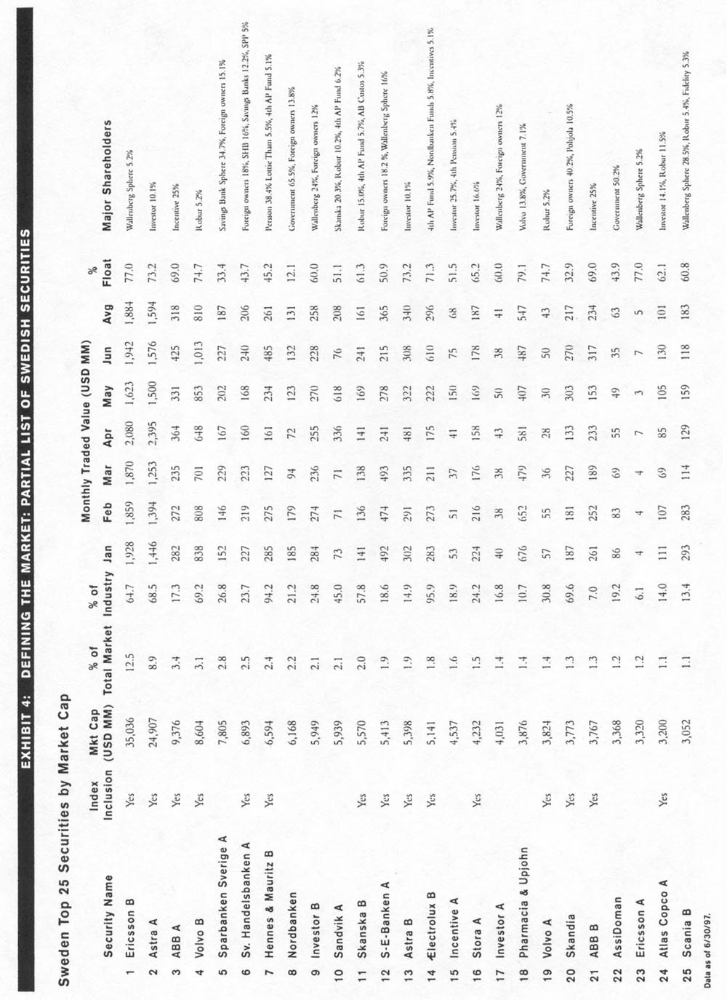 EXHIBIT 4: DEFINING THE MARKET: PARTIAL LIST OF SWEDISH SECURITIES
Sweden Top 25 Securities by Market Cap
Index Mkt Cap % of % of Monthly Traded Value (USD MM) %
Security Name Inclusion (USD MM) Total Market Industry Jan Feb Mar Apr May Jun Avg Float Major Shareholders
1 Ericsson B Yes 35,036 12.5 64.7 1,928 1,859 1,870 2,080 1,623 1,942 1,884 77.0 Wallenberg Sphere 5.2%
2 Astra A Yes 24,907 8.9 68.5 1,446 1,394 1,253 2,395 1,500 1,576 1,594 73.2 Investor 10.1%
3 ABB A Yes 9,376 3.4 17.3 282 272 235 364 331 425 318 69.0 Incentive 25%
4 Volvo B Yes 8,604 3.1 69.2 838 808 701 648 853 1,013 810 74.7 Robur 5.2%
5 Sparbanken Sverige A 7,805 2.8 26.8 152 146 229 167 202 227 187 33.4 Savings Bank Sphere 34.7%, Foreign owners 15.1%
6 Sv. Handelsbanken A Yes 6,893 2.5 23.7 227 219 223 160 168 240 206 43.7 Foreign owners 18%, SHB 16%, Savings Banks 12.2%, SPP 5%
7 Hennes & Mauritz B Yes 6,594 2.4 94.2 285 275 127 161 234 485 261 45.2 Persson 38.4% Lottie Tham 5.5%, 4th AP Fund 5.1%
8 Nordbanken 6,168 2.2 21.2 185 179 94 72 123 132 131 12.1 Government 65.5%, Foreign owners 13.8%
9 Investor B 5,949 2.1 24.8 284 274 236 255 270 228 258 60.0 Wallenberg 24%, Foreign owners 12%
10 Sandvik A 5,939 2.1 45.0 73 71 71 336 618 76 208 51.1 Skanska 20.3%, Robur 10.2%, 4th AP Fund 6.2%
11 Skanska B Yes 5,570 2.0 57.8 141 136 138 141 169 241 161 61.3 Robur 15.0%, 4th AP Fund 5.7%, AB Custos 5.3%
12 S-E-Banken A Yes 5,413 1.9 18.6 492 474 493 241 278 215 365 50.9 Foreign owners 18.2 %, Wallenberg Sphere 16%
13 Astra B Yes 5,398 1.9 14.9 302 291 335 481 322 308 340 73.2 Investor 10.1%
14 Electrolux B Yes 5,141 1.8 95.9 283 273 211 175 222 610 296 71.3 4th AP Fund 5.9%, Nordbanken Funds 5.8%, Incentives 5.1%
15 Incentive A 4,537 1.6 18.9 53 51 37 41 150 75 68 51.5 Investor 25.7%, 4th Pension 5.4%
16 Stora A Yes 4,232 1.5 24.2 224 216 176 158 169 178 187 65.2 Investor 16.6%
17 Investor A 4,031 1.4 16.8 40 38 38 43 50 38 41 60.0 Wallenberg 24%, Foreign owners 12%
18 Pharmacia & Upjohn 3,876 1.4 10.7 676 652 479 581 407 487 547 79.1 Volvo 13.8%, Government 7.1%
19 Volvo A Yes 3,824 1.4 30.8 57 55 36 28 30 50 43 74.7 Robur 5.2%
20 Skandia Yes 3,773 1.3 69.6 187 181 227 133 303 270 217 32.9 Foreign owners 40.2%, Pohjola 10.5%
21 ABB B Yes 3,767 1.3 7.0 261 252 189 233 153 317 234 69.0 Incentive 25%
22 AssiDoman 3,368 1.2 19.2 86 83 69 55 49 35 63 43.9 Government 50.2%
23 Ericsson A 3,320 1.2 6.1 4 4 4 7 3 7 5 77.0 Wallenberg Sphere 5.2%
24 Atlas Copco A Yes 3,200 1.1 14.0 111 107 69 85 105 130 101 62.1 Investor 14.1%, Robur 11.5%
25 Scania B 3,052 1.1 13.4 293 283 114 129 159 118 183 60.8 Wallenberg Sphere 28.5%, Robur 5.4%, Fidelity 5.3%
Data as of 6/30/97.